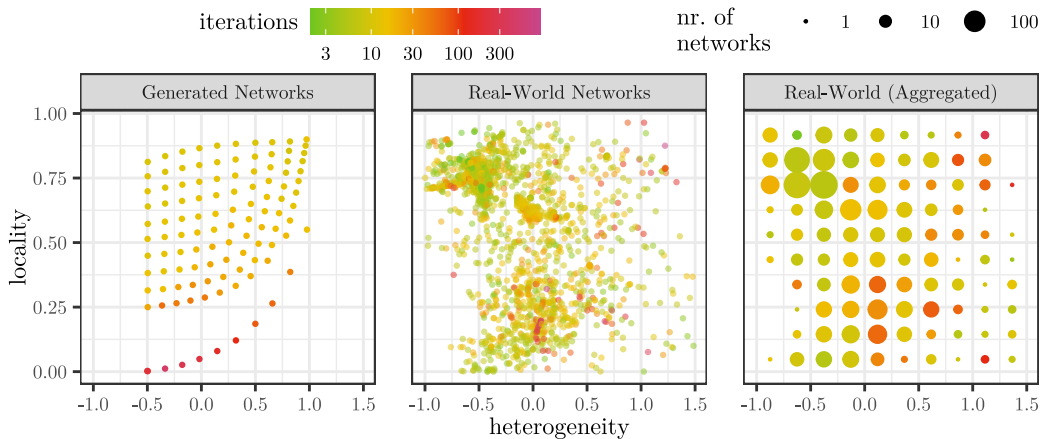 iterations
3 10 30 100 300
nr. of
networks
1 10 100
Generated Networks Real-World Networks Real-World (Aggregated)
locality
1.00
0.75
0.50
0.25
0.00
-1.0 -0.5 0.0 0.5 1.0 1.5 -1.0 -0.5 0.0 0.5 1.0 1.5 -1.0 -0.5 0.0 0.5 1.0 1.5
heterogeneity